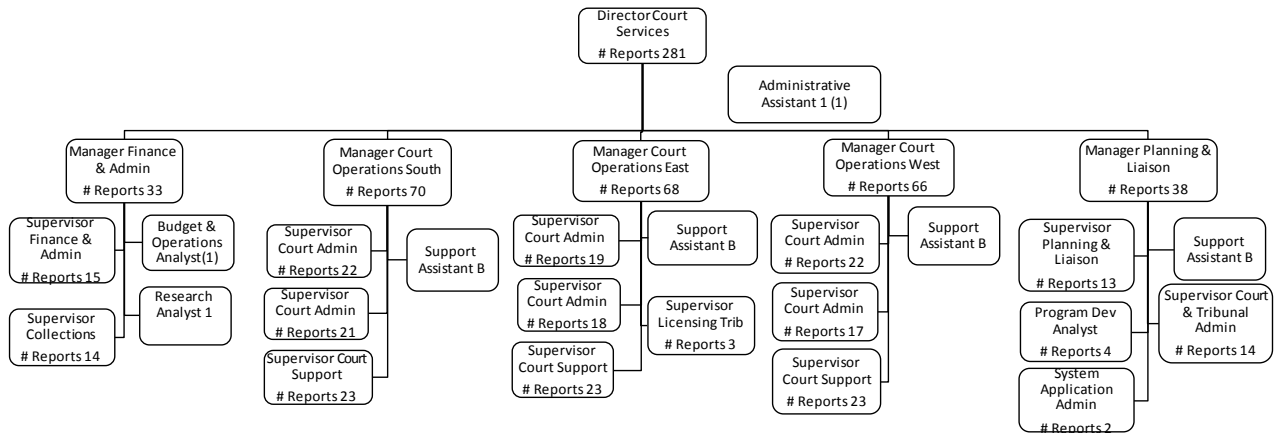 Director Court
Services
# Reports 281
Administrative
Assistant 1 (1)
Manager Finance
& Admin
# Reports 33
Supervisor
Finance &
Admin
# Reports 15
Budget &
Operations
Analyst(1)
Supervisor
Collections
# Reports 14
Research
Analyst 1
Manager Court
Operations South
# Reports 70
Supervisor
Court Admin
# Reports 22
Support
Assistant B
Supervisor
Court Admin
# Reports 21
Supervisor Court
Support
# Reports 23
Manager Court
Operations East
# Reports 68
Supervisor
Court Admin
# Reports 19
Support
Assistant B
Supervisor
Court Admin
# Reports 18
Supervisor
Licensing Trib
# Reports 3
Supervisor
Court Support
# Reports 23
Manager Court
Operations West
# Reports 66
Supervisor
Court Admin
# Reports 22
Support
Assistant B
Supervisor
Court Admin
# Reports 17
Supervisor
Court Support
# Reports 23
Manager Planning &
Liaison
# Reports 38
Supervisor
Planning &
Liaison
# Reports 13
Support
Assistant B
Program Dev
Analyst
# Reports 4
Supervisor Court
& Tribunal
Admin
# Reports 14
System
Application
Admin
# Reports 2